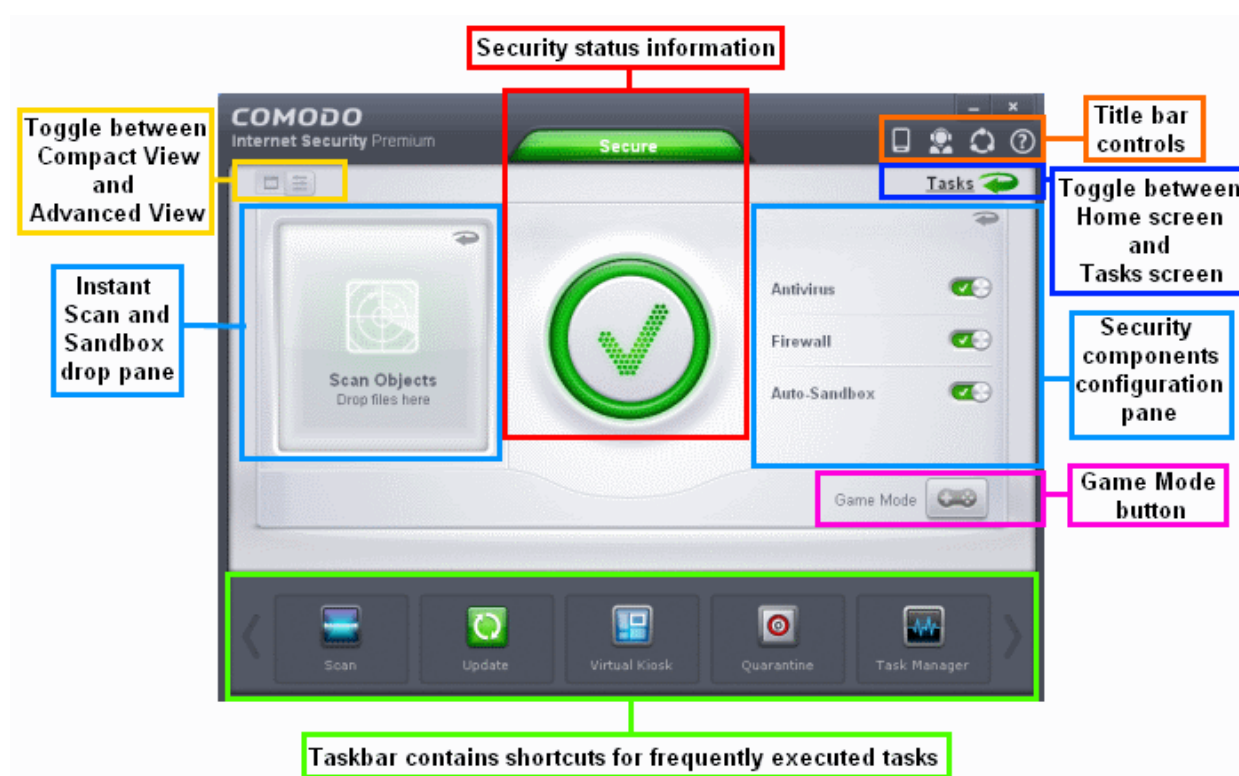 Security status information
Toggle between
Compact View
and
Advanced View
COMODO
Internet Security Premium
Secure
Title bar
controls
Tasks
Toggle between
Home screen
and
Tasks screen
Instant
Scan and
Sandbox
drop pane
Scan Objects
Drop files here
Antivirus
Firewall
Auto-Sandbox
Security
components
configuration
pane
Game Mode
Game Mode
button
Scan
Update
Virtual Kiosk
Quarantine
Task Manager
Taskbar contains shortcuts for frequently executed tasks